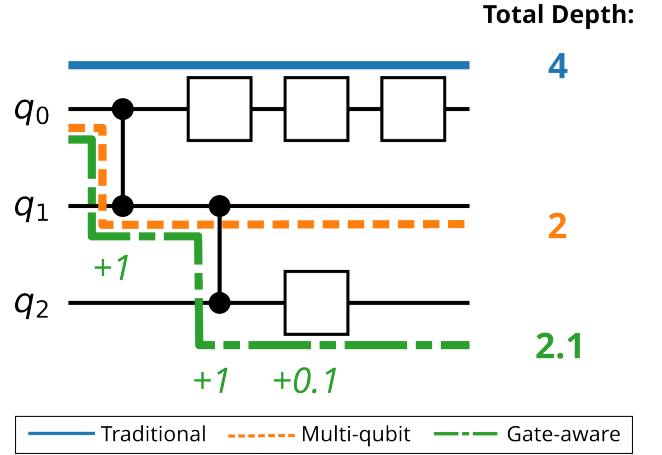 Total Depth:
4
q0
q1
2
+1
q2
2.1
+1 +0.1
Traditional Multi-qubit Gate-aware